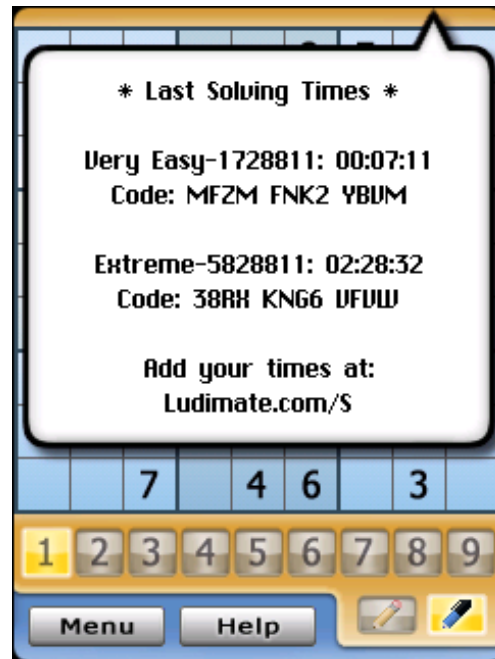 * Last Solving Times *
Very Easy-1728811: 00:07:11
Code: MFZM FNK2 YBVM
Extreme-5828811: 02:28:32
Code: 38RX KNG6 VFVW
Add your times at:
Ludimate.com/S
7 4 6 3
1 2 3 4 5 6 7 8 9
Menu Help